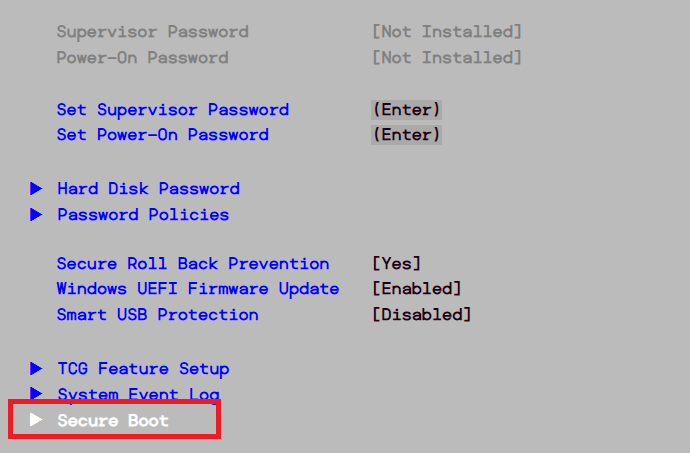 Supervisor Password [Not Installed]
Power-On Password [Not Installed]
Set Supervisor Password (Enter)
Set Power-On Password (Enter)
Hard Disk Password
Password Policies
Secure Roll Back Prevention [Yes]
Windows UEFI Firmware Update [Enabled]
Smart USB Protection [Disabled]
TCG Feature Setup
System Event Log
Secure Boot